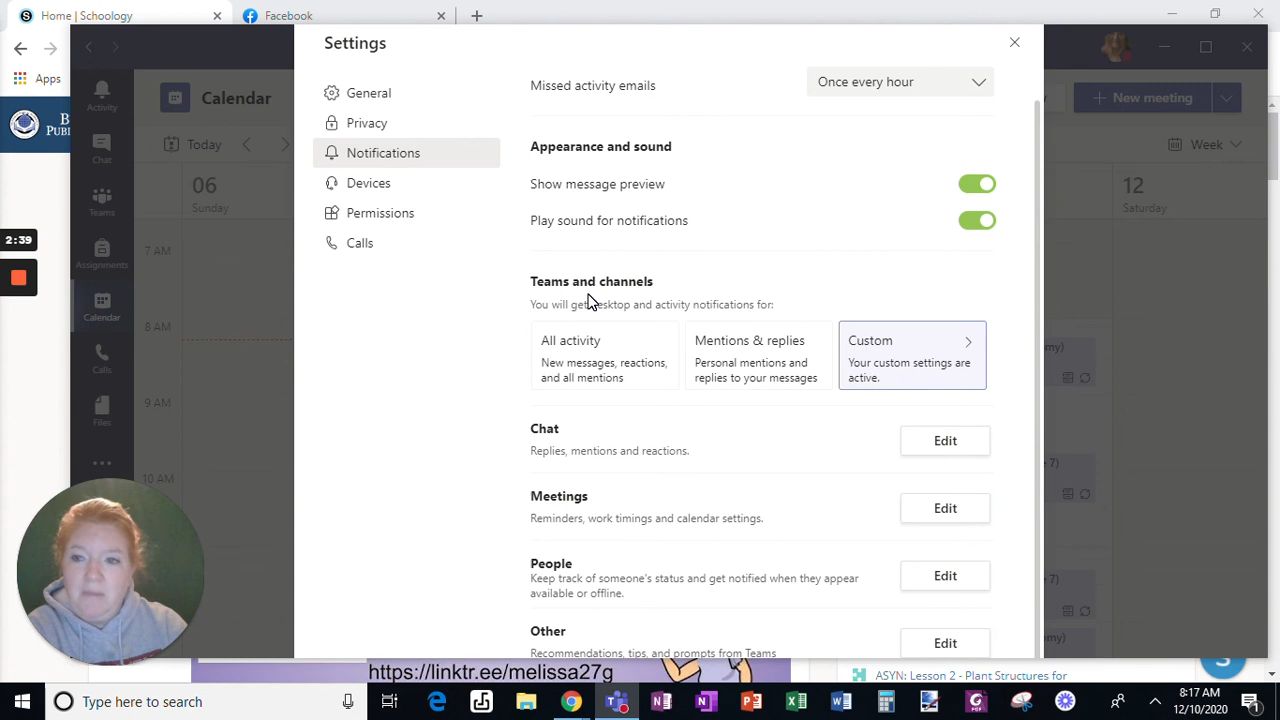 Home | Schoology
Facebook
Apps
Settings
Activity
Chat
Teams
Assignments
Calendar
Calls
Files
Calendar
New meeting
Today
Week
06
Sunday
12
Saturday
7 AM
8 AM
9 AM
10 AM
General
Privacy
Notifications
Devices
Permissions
Calls
Missed activity emails
Once every hour
Appearance and sound
Show message preview
Play sound for notifications
Teams and channels
You will get desktop and activity notifications for:
All activity
New messages, reactions,
and all mentions
Mentions & replies
Personal mentions and
replies to your messages
Custom
Your custom settings are
active.
Chat
Replies, mentions and reactions.
Edit
Meetings
Reminders, work timings and calendar settings.
Edit
People
Keep track of someone's status and get notified when they appear
available or offline.
Edit
Other
Recommendations, tips, and prompts from Teams
Edit
2:39
https://linktr.ee/melissa27g
ASYN: Lesson 2 - Plant Structures for
Type here to search
8:17 AM
12/10/2020